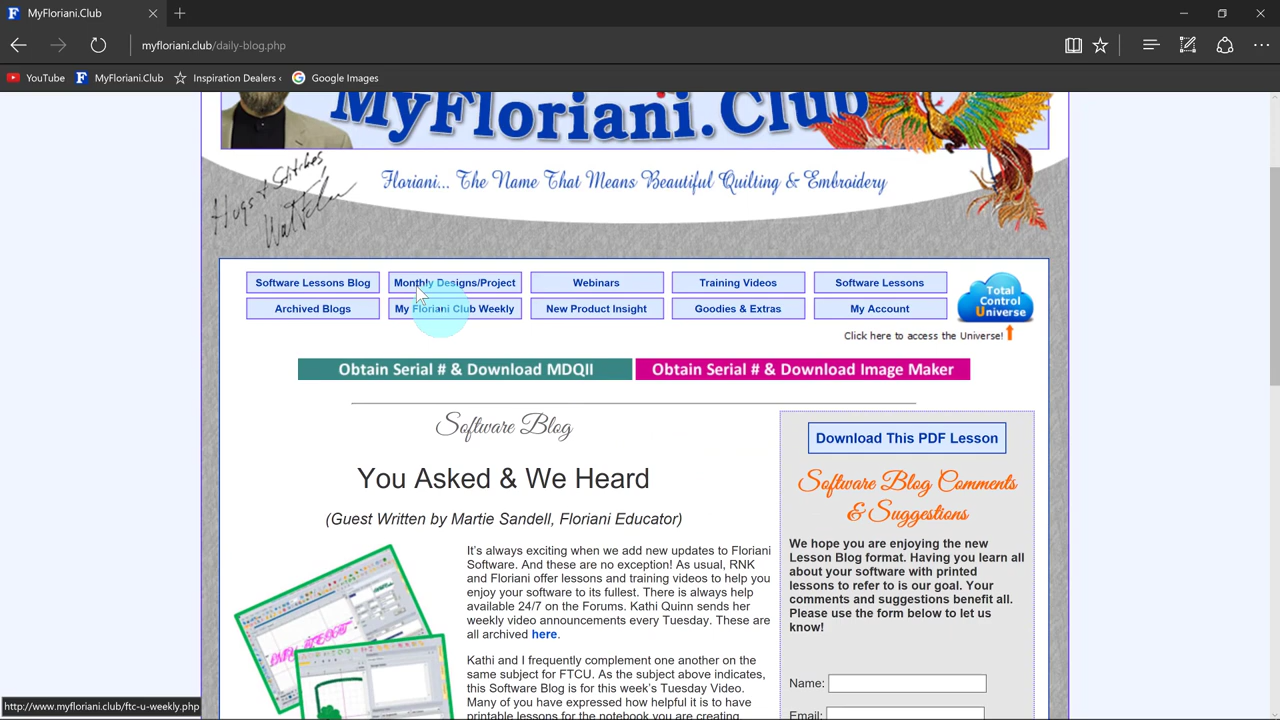 MyFloriani.Club
myfloriani.club/daily-blog.php
YouTube MyFloriani.Club Inspiration Dealers ‹ Google Images
MyFloriani.Club
Hugs & Stitches,
Floriani... The Name That Means Beautiful Quilting & Embroidery
Software Lessons Blog Monthly Designs/Project Webinars Training Videos Software Lessons
Archived Blogs My Floriani Club Weekly New Product Insight Goodies & Extras My Account
Total
Control
Universe
Click here to access the Universe!
Obtain Serial # & Download MDQII Obtain Serial # & Download Image Maker
Software Blog
You Asked & We Heard
(Guest Written by Martie Sandell, Floriani Educator)
It's always exciting when we add new updates to Floriani
Software. And these are no exception! As usual, RNK
and Floriani offer lessons and training videos to help you
enjoy your software to its fullest. There is always help
available 24/7 on the Forums. Kathi Quinn sends her
weekly video announcements every Tuesday. These are
all archived here.
Kathi and I frequently complement one another on the
same subject for FTCU. As the subject above indicates,
this Software Blog is for this week's Tuesday Video.
Many of you have expressed how helpful it is to have
printable lessons for the notebook you are creating
Download This PDF Lesson
Software Blog Comments
& Suggestions
We hope you are enjoying the new
Lesson Blog format. Having you learn all
about your software with printed
lessons to refer to is our goal. Your
comments and suggestions benefit all.
Please use the form below to let us
know!
Name:
Email:
http://www.myfloriani.club/ftc-u-weekly.php